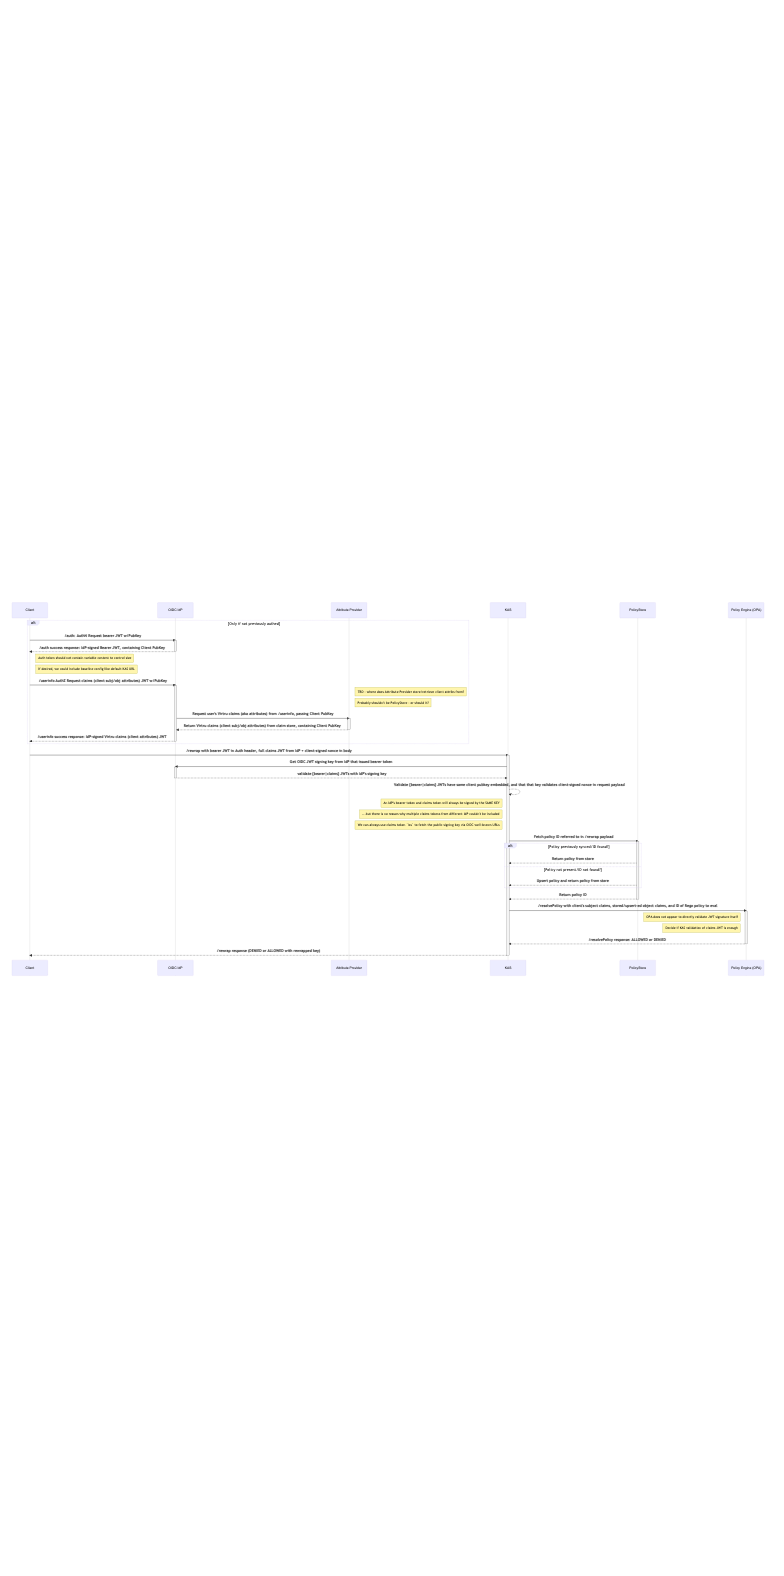 Client OIDC IdP Attribute Provider KAS PolicyStore Policy Engine (OPA)
alt [Only if not previously authed]
/auth: AuthN Request bearer JWT w/PubKey
/auth success response: IdP-signed Bearer JWT, containing Client PubKey
Auth token should not contain variable content to control size
If desired, we could include baseline config like default KAS URL
/userinfo AuthZ Request claims (client subj/obj attributes) JWT w/PubKey
TBD - where does Attribute Provider store/retrieve client entitlements?
Probably shouldn't be PolicyStore - or should it?
Request user's Virtru claims (aka attributes) from /userinfo, passing Client PubKey
Return Virtru claims (client subj/obj attributes) from claim store, containing Client PubKey
/userinfo success response: IdP-signed Virtru claims (client attributes) JWT
/rewrap with bearer JWT in Auth header, full claims JWT from IdP + client-signed nonce in body
Get OIDC JWT signing key from IdP that issued bearer token
validate [bearer|claims] JWTs with IdP's signing key
Validate [bearer|claims] JWTs have same client pubkey embedded, and that that key validates client-signed nonce in request payload
An IdP's bearer token and claims token will always be signed by the SAME KEY
... but there is no reason why multiple claims tokens from different IdP couldn't be included
We can always use claims token `iss` to fetch the public signing key via OIDC well-known URLs
Fetch policy ID referred to in /rewrap payload
alt [Policy previously synced/ID found?]
Return policy from store
[Policy not present/ID not found?]
Upsert policy and return policy from store
Return policy ID
/resolvePolicy with client's subject claims, stored/upsert-ed object claims, and ID of Rego policy to eval
OPA does not appear to directly validate JWT signature itself
Decide if KAS validation of claims JWT is enough
/resolvePolicy response: ALLOWED or DENIED
/rewrap response (DENIED or ALLOWED with rewrapped key)
Client OIDC IdP Attribute Provider KAS PolicyStore Policy Engine (OPA)